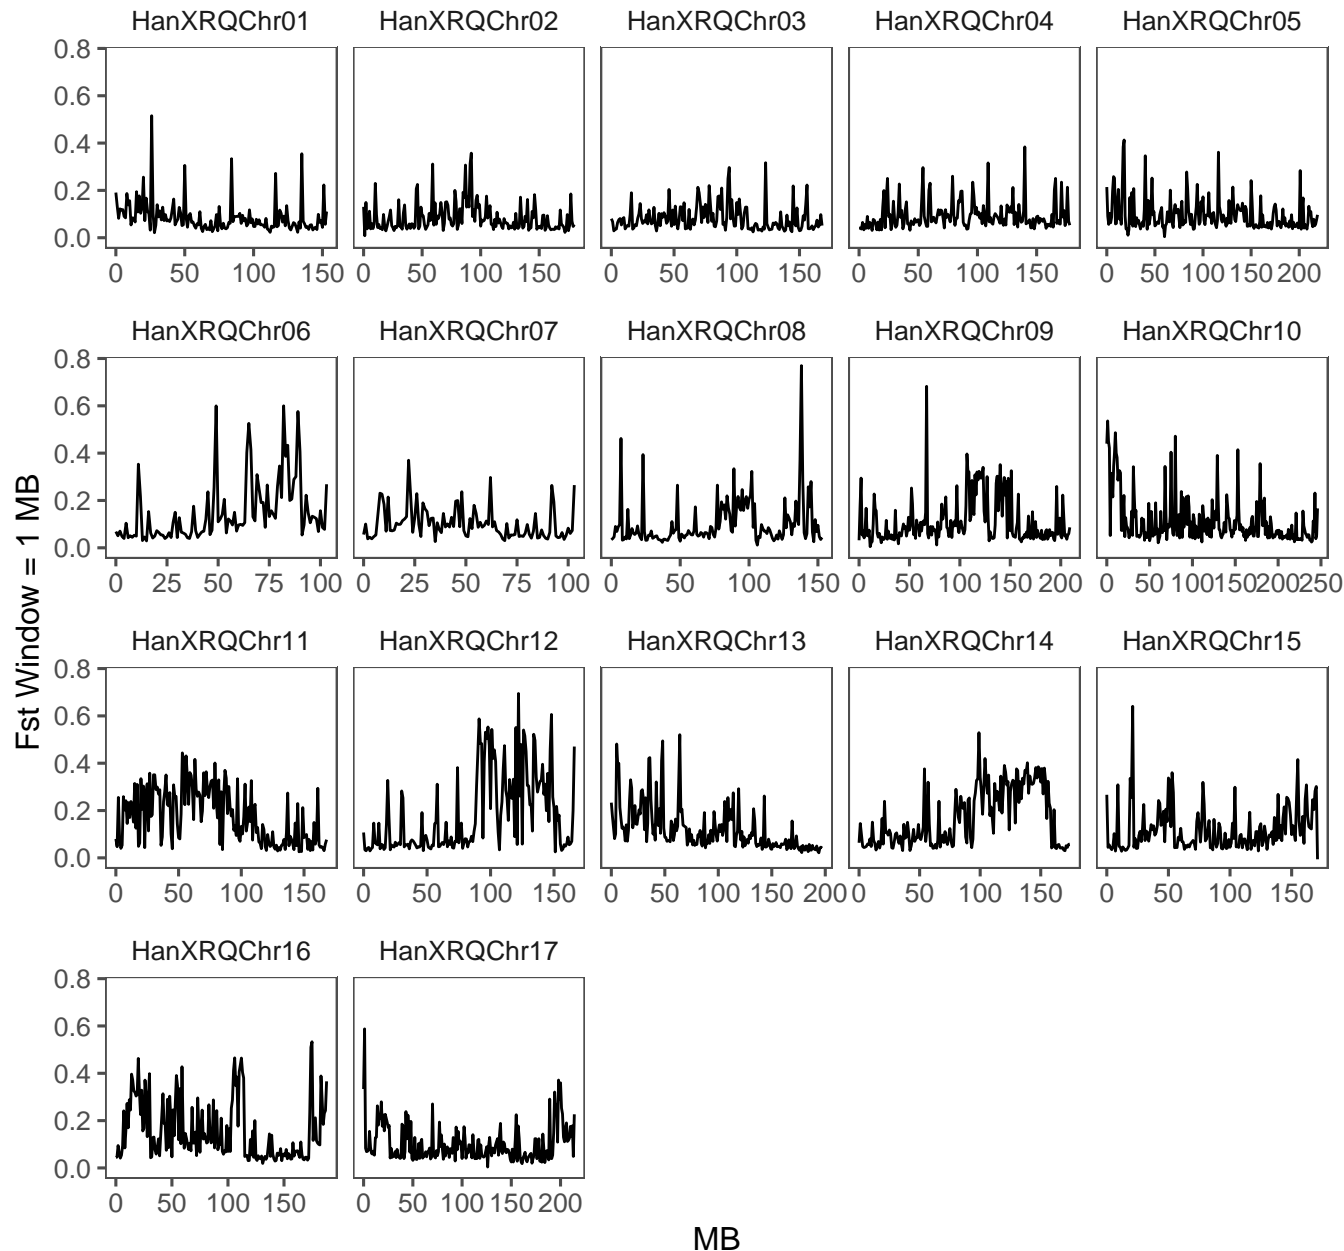 HanXRQChr01 HanXRQChr02 HanXRQChr03 HanXRQChr04 HanXRQChr05
0.8
0.6
0.4
0.2
0.0
0 50 100 150 0 50 100 150 0 50 100 150 0 50 100 150 0 50 100 150 200
HanXRQChr06 HanXRQChr07 HanXRQChr08 HanXRQChr09 HanXRQChr10
0.8
0.6
0.4
0.2
0.0
0 25 50 75 100 0 25 50 75 100 0 50 100 150 0 50 100 150 200 0 50 100 150 200 250
Fst Window = 1 MB
HanXRQChr11 HanXRQChr12 HanXRQChr13 HanXRQChr14 HanXRQChr15
0.8
0.6
0.4
0.2
0.0
0 50 100 150 0 50 100 150 0 50 100 150 200 0 50 100 150 0 50 100 150
HanXRQChr16 HanXRQChr17
0.8
0.6
0.4
0.2
0.0
0 50 100 150 0 50 100 150 200
MB